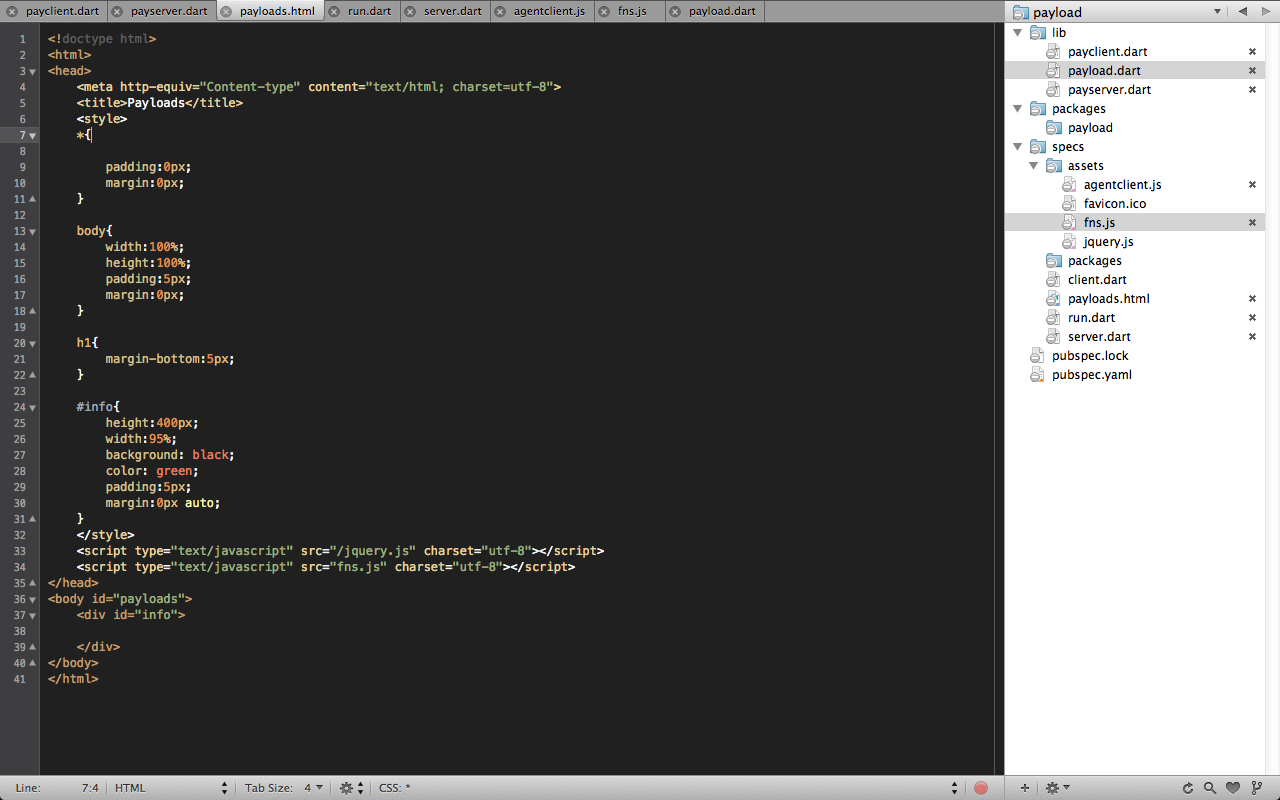 payclient.dart payserver.dart payloads.html run.dart server.dart agentclient.js fns.js payload.dart
1 <!doctype html>
2 <html>
3 <head>
4 <meta http-equiv="Content-type" content="text/html; charset=utf-8">
5 <title>Payloads</title>
6 <style>
7 *{
8
9 padding:0px;
10 margin:0px;
11 }
12
13 body{
14 width:100%;
15 height:100%;
16 padding:5px;
17 margin:0px;
18 }
19
20 h1{
21 margin-bottom:5px;
22 }
23
24 #info{
25 height:400px;
26 width:95%;
27 background: black;
28 color: green;
29 padding:5px;
30 margin:0px auto;
31 }
32 </style>
33 <script type="text/javascript" src="/jquery.js" charset="utf-8"></script>
34 <script type="text/javascript" src="fns.js" charset="utf-8"></script>
35 </head>
36 <body id="payloads">
37 <div id="info">
38
39 </div>
40 </body>
41 </html>
Line: 7:4 HTML Tab Size: 4 CSS: *
payload
lib
payclient.dart
payload.dart
payserver.dart
packages
payload
specs
assets
agentclient.js
favicon.ico
fns.js
jquery.js
packages
client.dart
payloads.html
run.dart
server.dart
pubspec.lock
pubspec.yaml